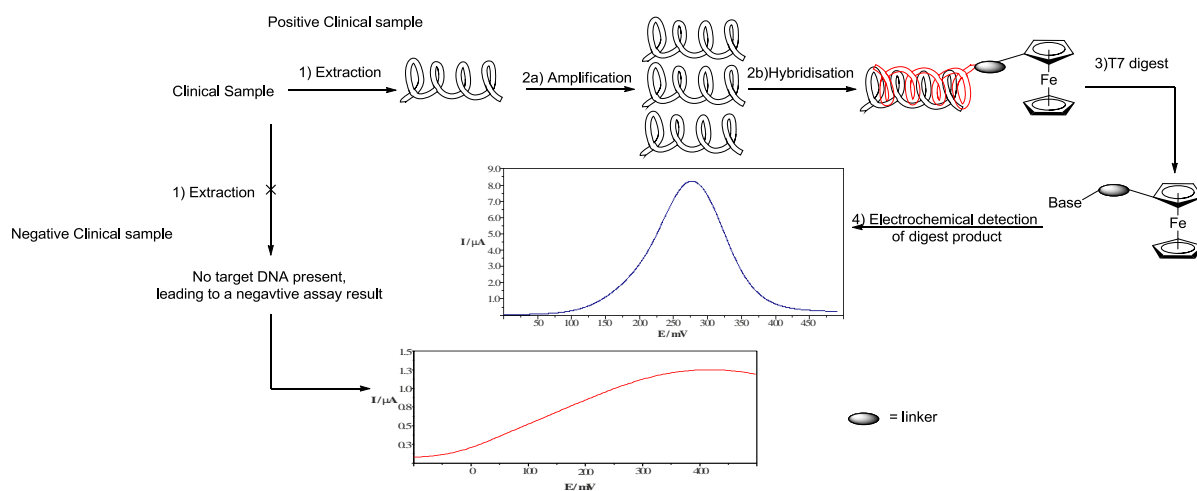 Positive Clinical sample
1) Extraction
2a) Amplification
2b)Hybridisation
3)T7 digest
Fe
Clinical Sample
1) Extraction
Negative Clinical sample
No target DNA present,
leading to a negavtive assay result
9.0
8.0
7.0
6.0
5.0
4.0
3.0
2.0
1.0
I / µA
50
100
150
200
250
300
350
400
450
E / mV
4) Electrochemical detection
of digest product
Base
Fe
1.5
1.3
1.0
0.8
0.5
0.3
I / µA
0
100
200
300
400
E / mV
= linker